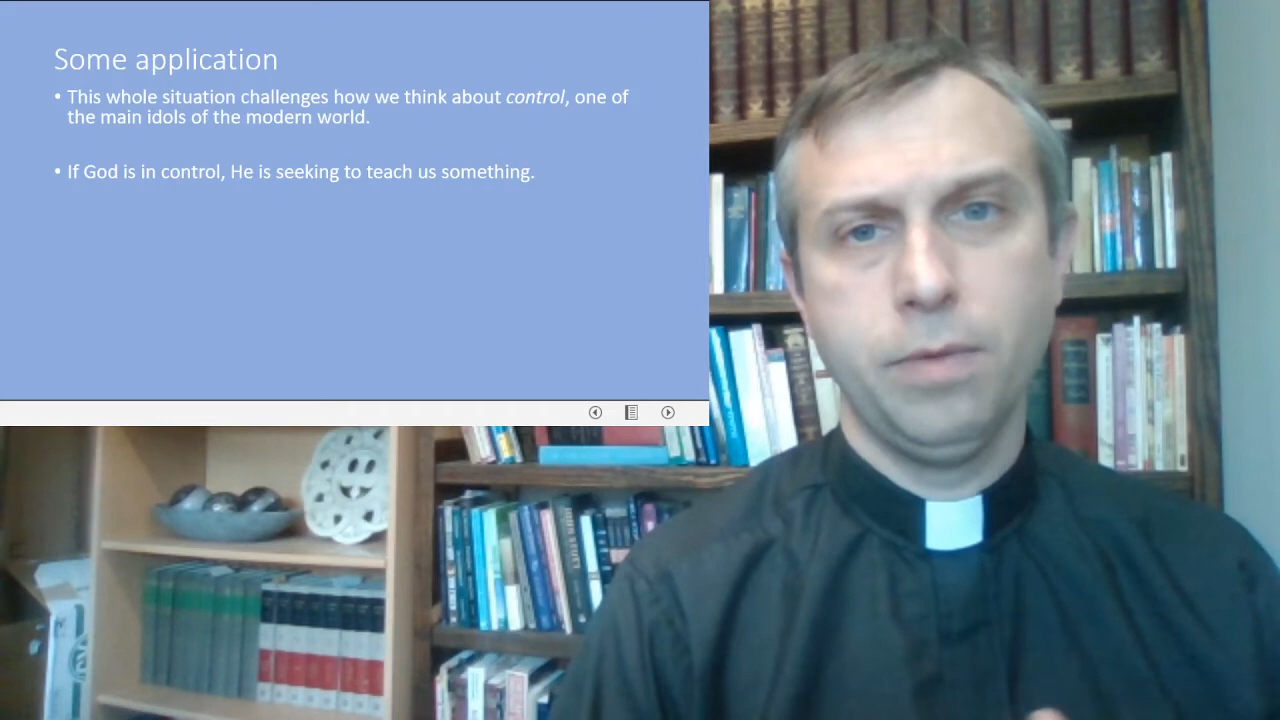 Some application
• This whole situation challenges how we think about control, one of
the main idols of the modern world.
• If God is in control, He is seeking to teach us something.